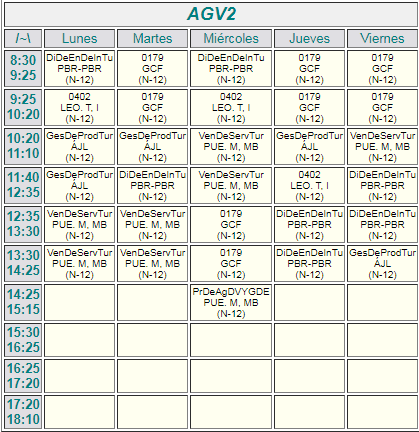 AGV2
/~\ Lunes Martes Miércoles Jueves Viernes
8:30 DiDeEnDeInTu 0179 DiDeEnDeInTu 0179 0179
9:25 PBR-PBR GCF PBR-PBR GCF GCF
(N-12) (N-12) (N-12) (N-12) (N-12)
9:25 0402 0179 0402 0179 0179
10:20 LEO. T, I GCF LEO. T, I GCF GCF
(N-12) (N-12) (N-12) (N-12) (N-12)
10:20 GesDeProdTur GesDeProdTur VenDeServTur GesDeProdTur VenDeServTur
11:10 AJL AJL PUE. M, MB AJL PUE. M, MB
(N-12) (N-12) (N-12) (N-12) (N-12)
11:40 GesDeProdTur DiDeEnDeInTu VenDeServTur 0402 DiDeEnDeInTu
12:35 AJL PBR-PBR PUE. M, MB LEO. T, I PBR-PBR
(N-12) (N-12) (N-12) (N-12) (N-12)
12:35 VenDeServTur VenDeServTur 0179 DiDeEnDeInTu DiDeEnDeInTu
13:30 PUE. M, MB PUE. M, MB GCF PBR-PBR PBR-PBR
(N-12) (N-12) (N-12) (N-12) (N-12)
13:30 VenDeServTur VenDeServTur 0179 DiDeEnDeInTu GesDeProdTur
14:25 PUE. M, MB PUE. M, MB GCF PBR-PBR AJL
(N-12) (N-12) (N-12) (N-12) (N-12)
14:25 PrDeAgDVYGDE
15:15 PUE. M, MB
(N-12)
15:30
16:25
16:25
17:20
17:20
18:10